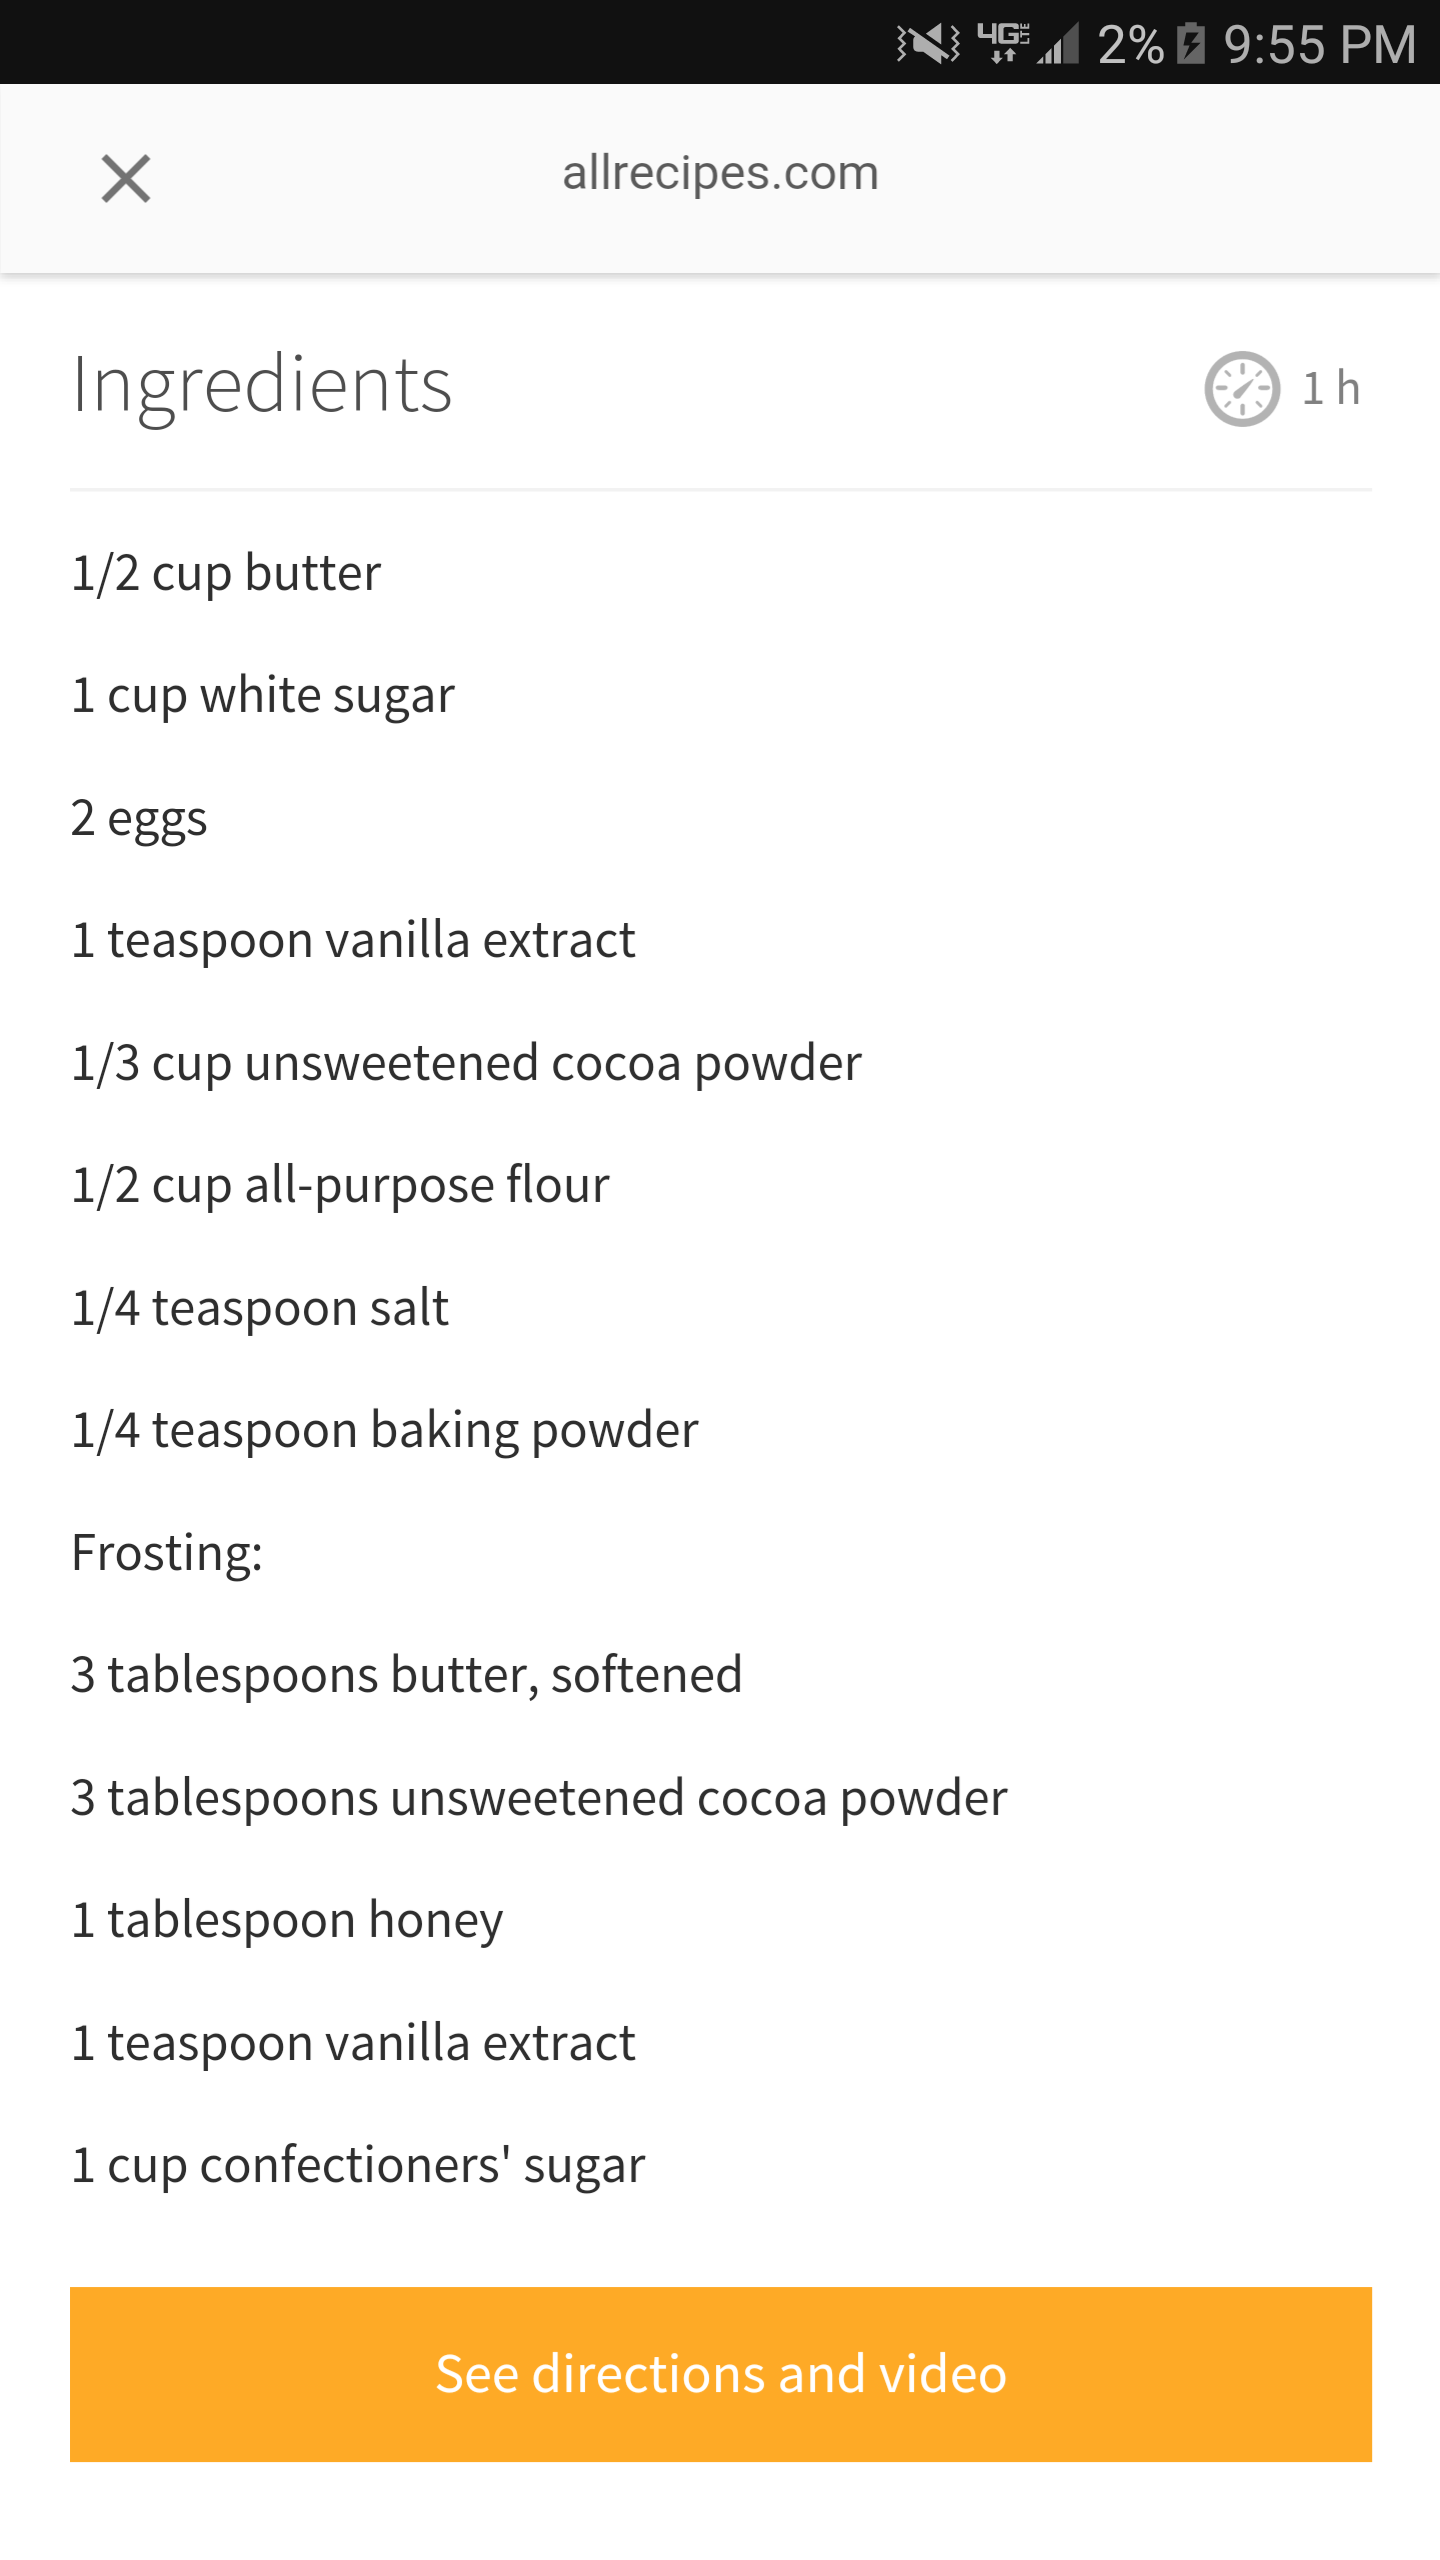 4G LTE 2% 9:55 PM
allrecipes.com
Ingredients 1 h
1/2 cup butter
1 cup white sugar
2 eggs
1 teaspoon vanilla extract
1/3 cup unsweetened cocoa powder
1/2 cup all-purpose flour
1/4 teaspoon salt
1/4 teaspoon baking powder
Frosting:
3 tablespoons butter, softened
3 tablespoons unsweetened cocoa powder
1 tablespoon honey
1 teaspoon vanilla extract
1 cup confectioners' sugar
See directions and video